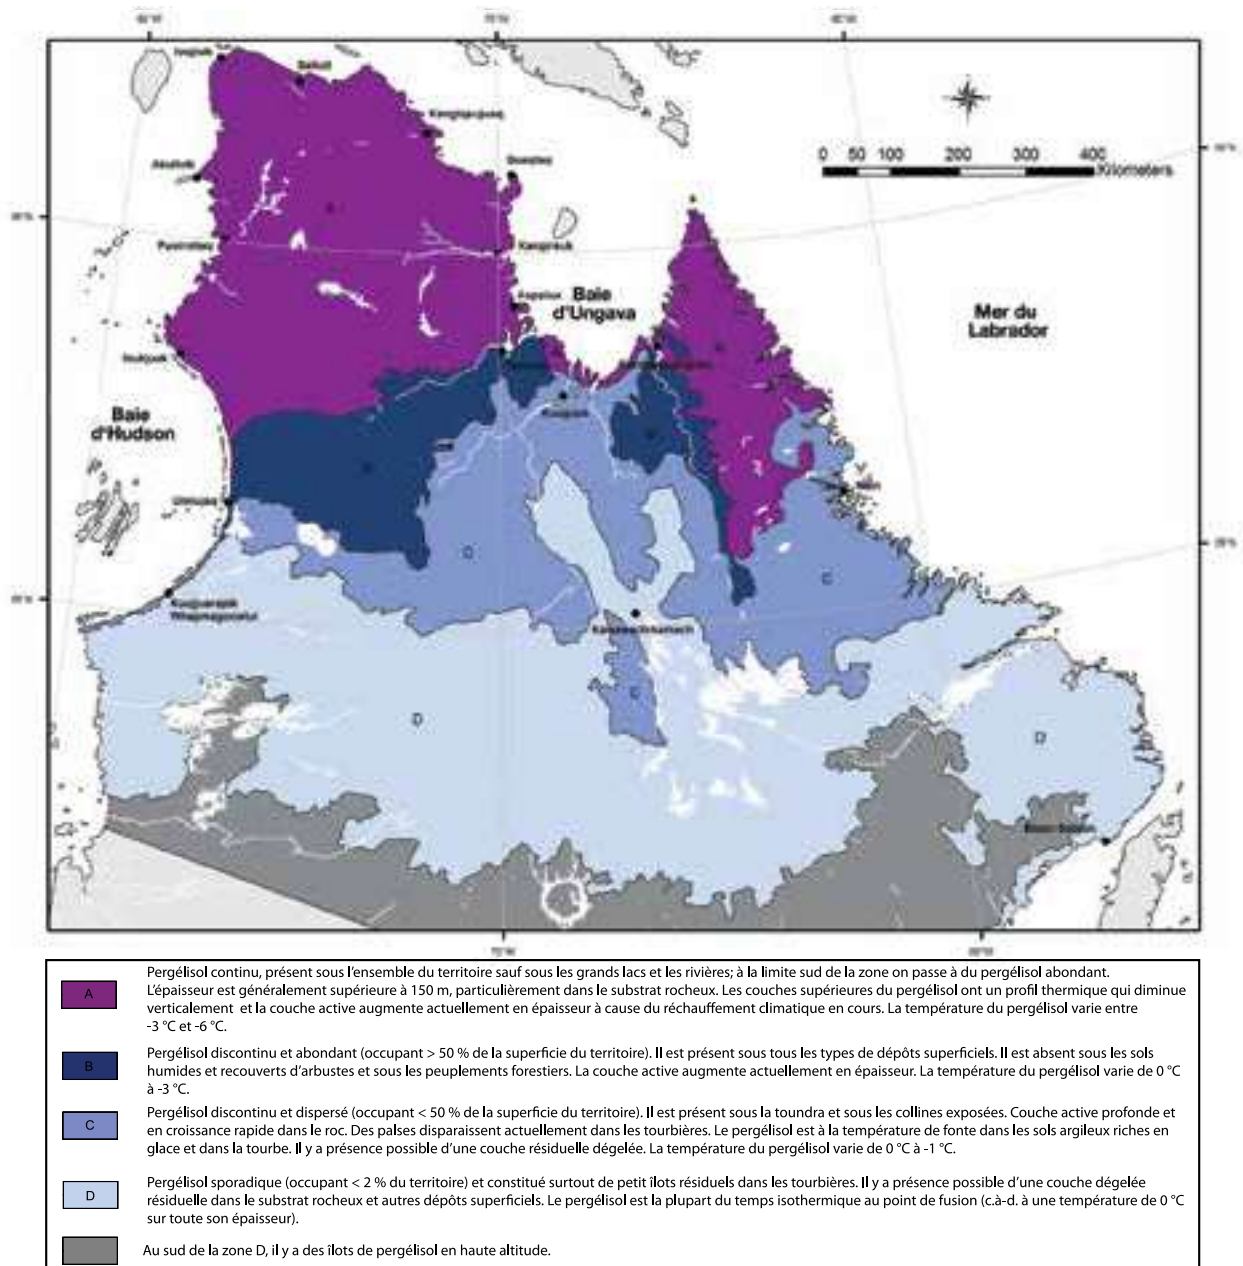 70°W
Salluit
Kangiqsujuaq
Akulivik
Quaqtaq
0 50 100 200 300 400
Kilometers
Puvirnituq
Kangirsuk
Aupaluk
Baie
d'Ungava
Mer du
Labrador
Inukjuak
Baie
d'Hudson
Kuujjuaq
B
Umiujaq
Nain
C
C
Kuujjuarapik
Whapmagoostui
Kawawachikamach
C
D
D
A
Pergélisol continu, présent sous l'ensemble du territoire sauf sous les grands lacs et les rivières; à la limite sud de la zone on passe à du pergélisol abondant.
L'épaisseur est généralement supérieure à 150 m, particulièrement dans le substrat rocheux. Les couches supérieures du pergélisol ont un profil thermique qui diminue
verticalement et la couche active augmente actuellement en épaisseur à cause du réchauffement climatique en cours. La température du pergélisol varie entre
-3 °C et -6 °C.
B
Pergélisol discontinu et abondant (occupant > 50 % de la superficie du territoire). Il est présent sous tous les types de dépôts superficiels. Il est absent sous les sols
humides et recouverts d'arbustes et sous les peuplements forestiers. La couche active augmente actuellement en épaisseur. La température du pergélisol varie de 0 °C
à -3 °C.
C
Pergélisol discontinu et dispersé (occupant < 50 % de la superficie du territoire). Il est présent sous la toundra et sous les collines exposées. Couche active profonde et
en croissance rapide dans le roc. Des palses disparaissent actuellement dans les tourbières. Le pergélisol est à la température de fonte dans les sols argileux riches en
glace et dans la tourbe. Il y a présence possible d'une couche résiduelle dégelée. La température du pergélisol varie de 0 °C à -1 °C.
D
Pergélisol sporadique (occupant < 2 % du territoire) et constitué surtout de petit îlots résiduels dans les tourbières. Il y a présence possible d'une couche dégelée
résiduelle dans le substrat rocheux et autres dépôts superficiels. Le pergélisol est la plupart du temps isothermique au point de fusion (c.à-d. à une température de 0 °C
sur toute son épaisseur).
Au sud de la zone D, il y a des îlots de pergélisol en haute altitude.